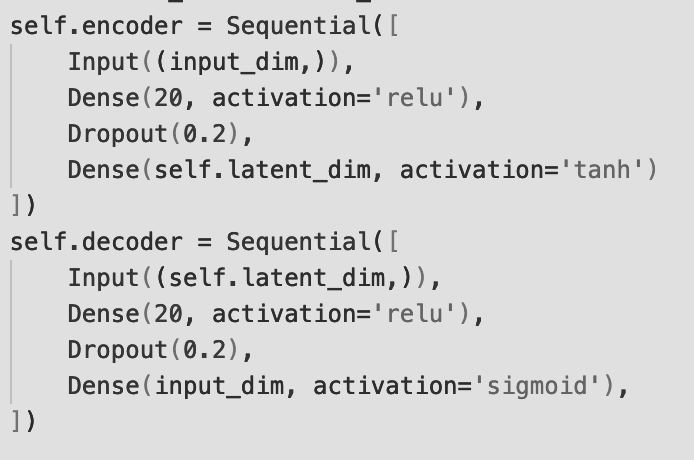 self.encoder = Sequential([
    Input((input_dim,)),
    Dense(20, activation='relu'),
    Dropout(0.2),
    Dense(self.latent_dim, activation='tanh')
])
self.decoder = Sequential([
    Input((self.latent_dim,)),
    Dense(20, activation='relu'),
    Dropout(0.2),
    Dense(input_dim, activation='sigmoid'),
])